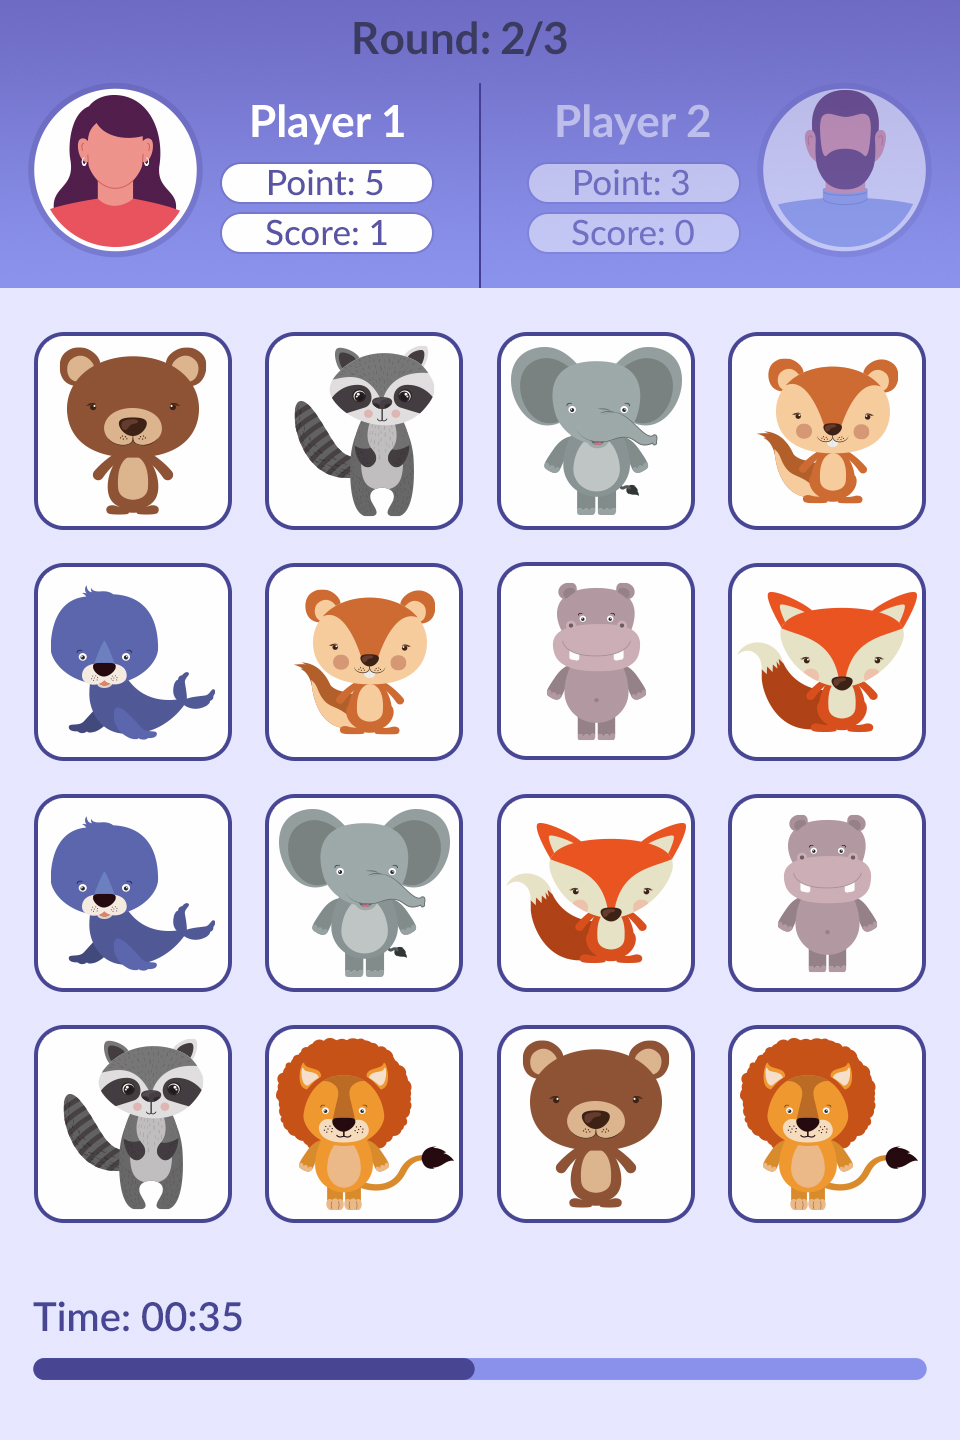 Round: 2/3
Player 1
Point: 5
Score: 1
Player 2
Point: 3
Score: 0
Time: 00:35